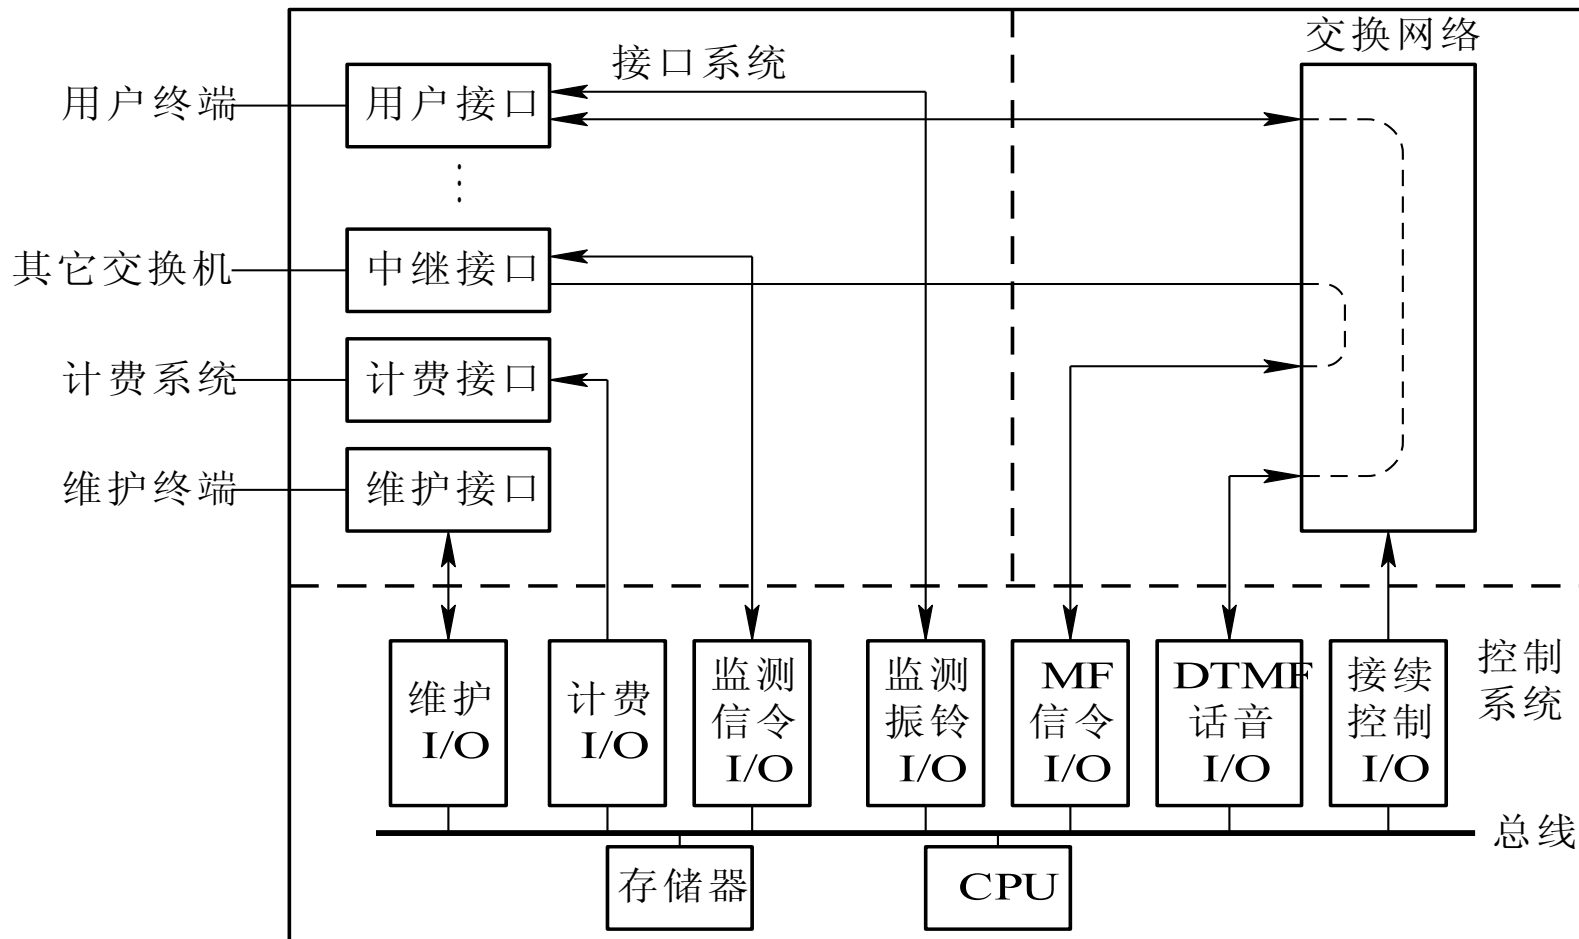 交换网络
接口系统
用户终端
用户接口
其它交换机
中继接口
计费系统
计费接口
维护终端
维护接口
维护
I/O
计费
I/O
监测
信令
I/O
监测
振铃
I/O
MF
信令
I/O
DTMF
话音
I/O
接续
控制
I/O
控制
系统
总线
存储器
CPU